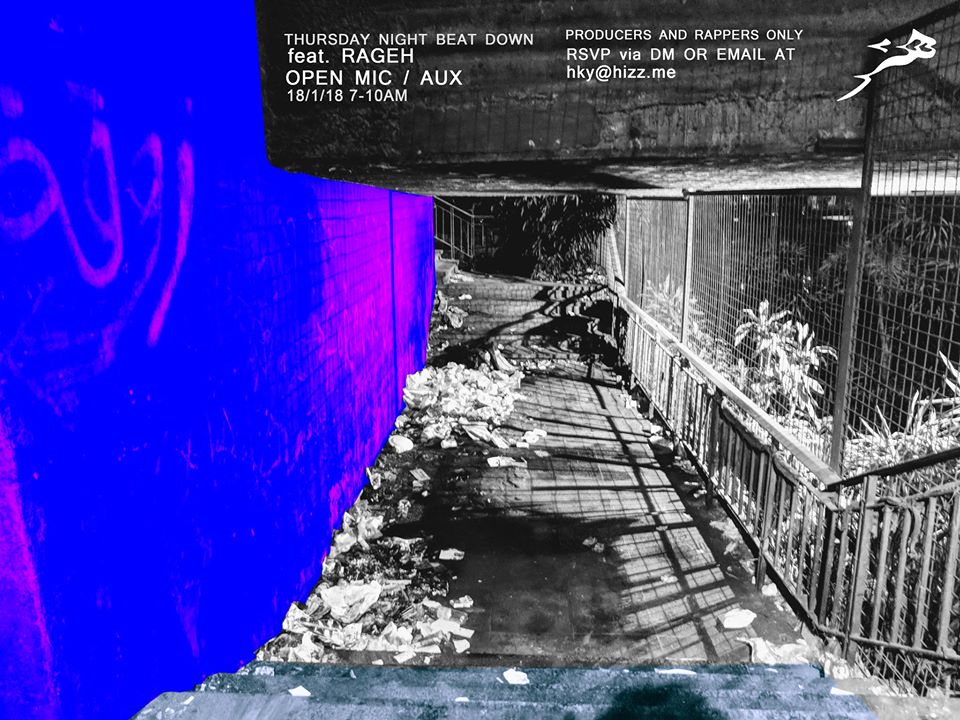 THURSDAY NIGHT BEAT DOWN
feat. RAGEH
OPEN MIC / AUX
18/1/18 7-10AM
PRODUCERS AND RAPPERS ONLY
RSVP via DM OR EMAIL AT
hky@hizz.me